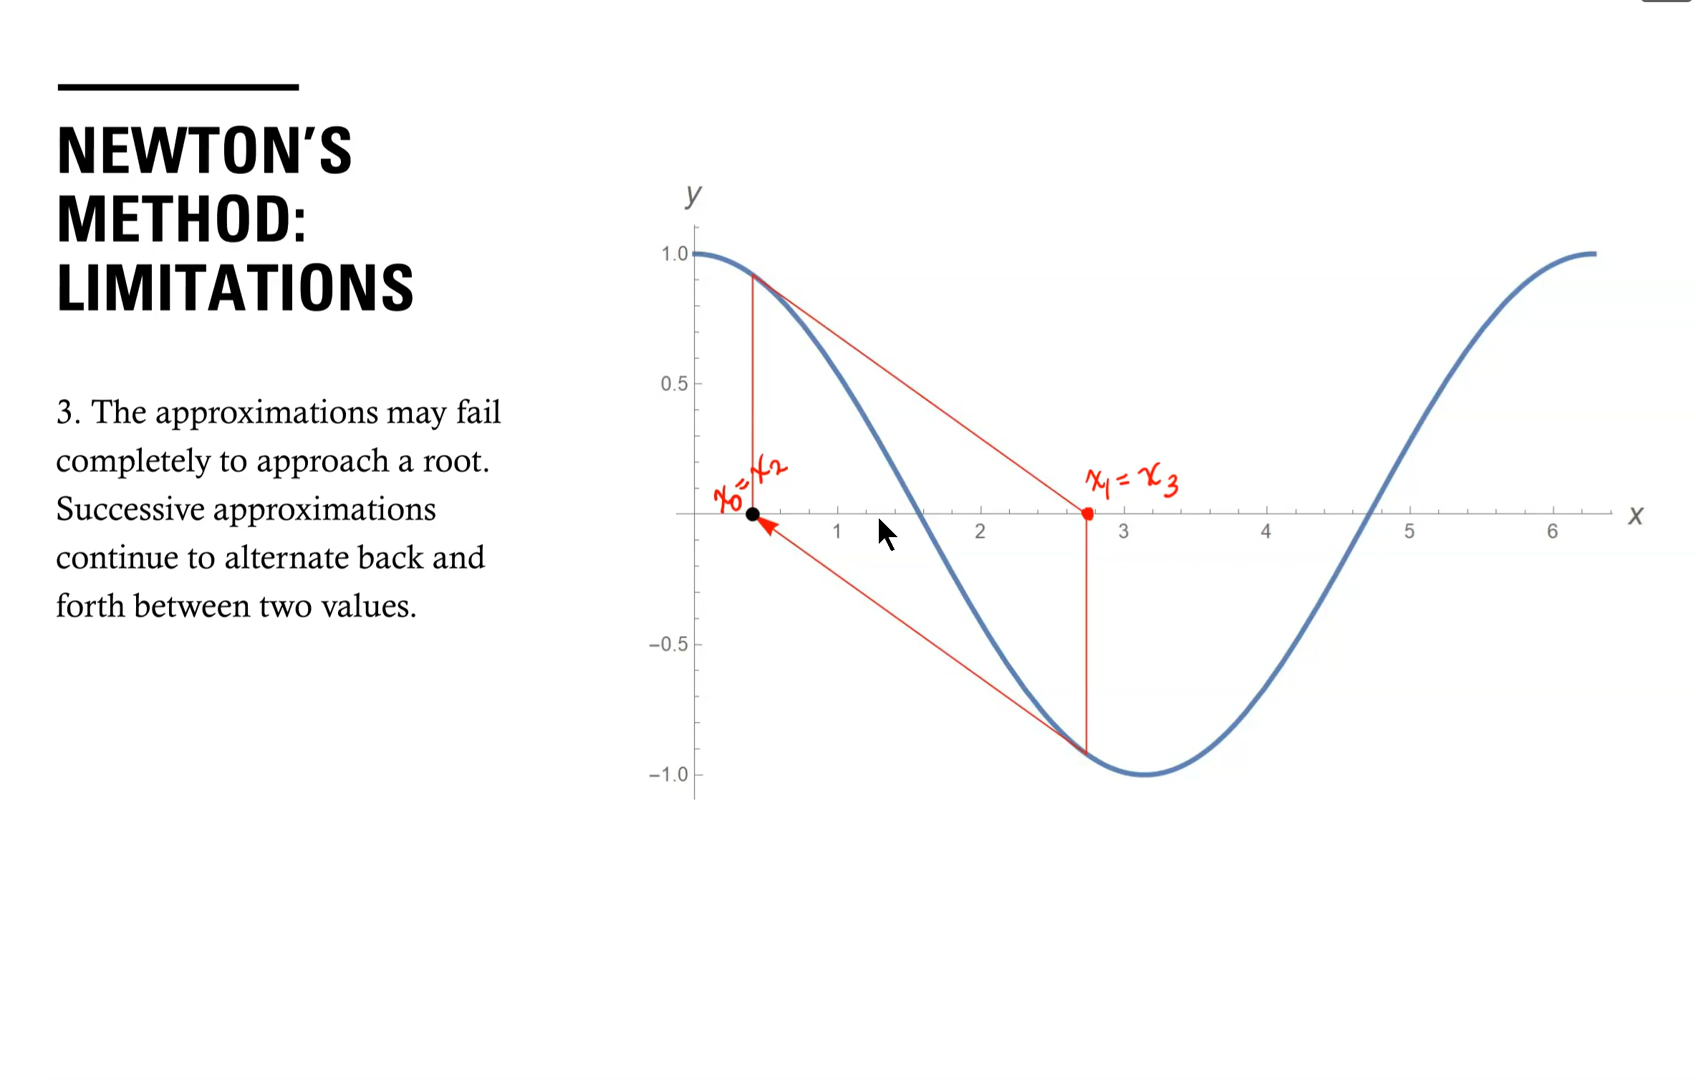 NEWTON'S
METHOD:
LIMITATIONS
3. The approximations may fail
completely to approach a root.
Successive approximations
continue to alternate back and
forth between two values.
y
1.0
0.5
x₀=x₂
x₁=x₃
1
2
3
4
5
6
x
−0.5
−1.0